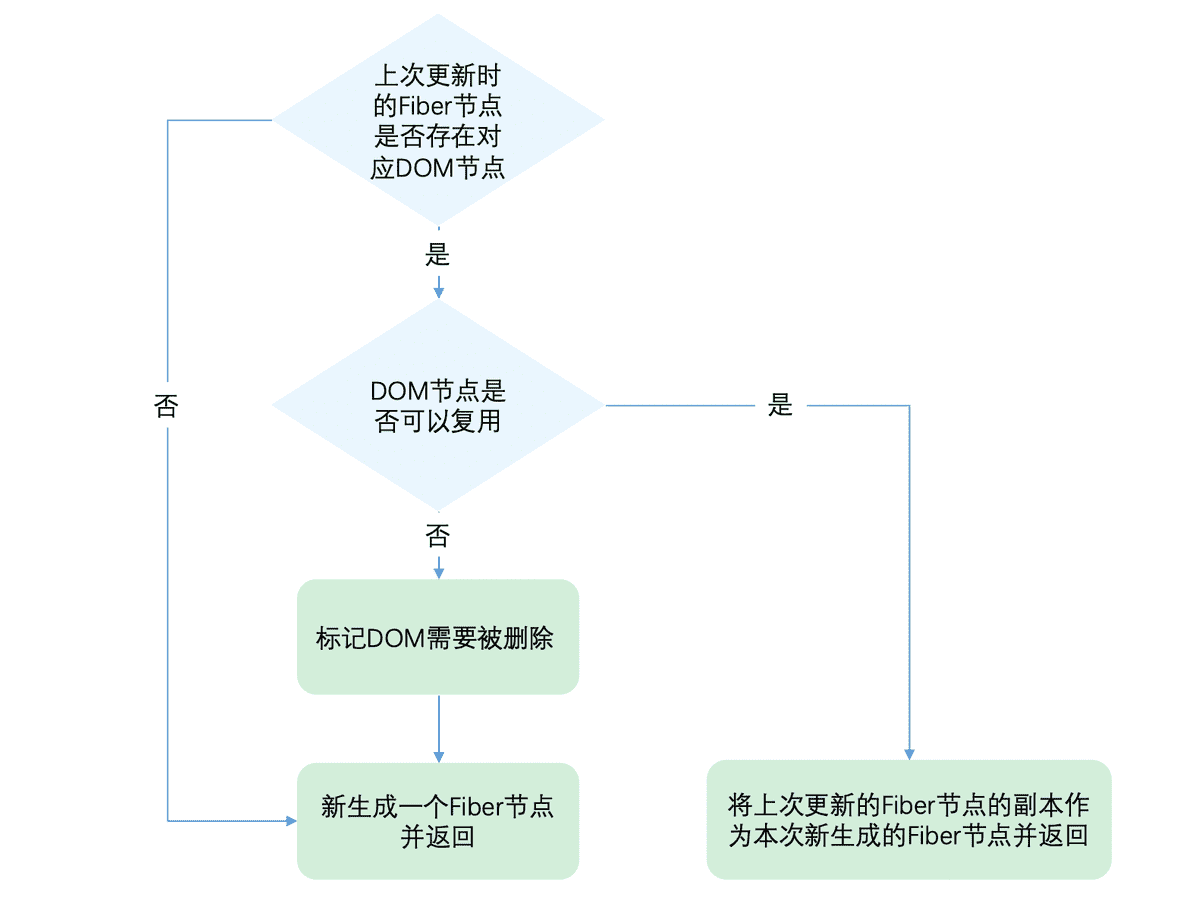 上次更新时
的Fiber节点
是否存在对
应DOM节点
是
DOM节点是
否可以复用
是
否
否
标记DOM需要被删除
新生成一个Fiber节点
并返回
将上次更新的Fiber节点的副本作
为本次新生成的Fiber节点并返回